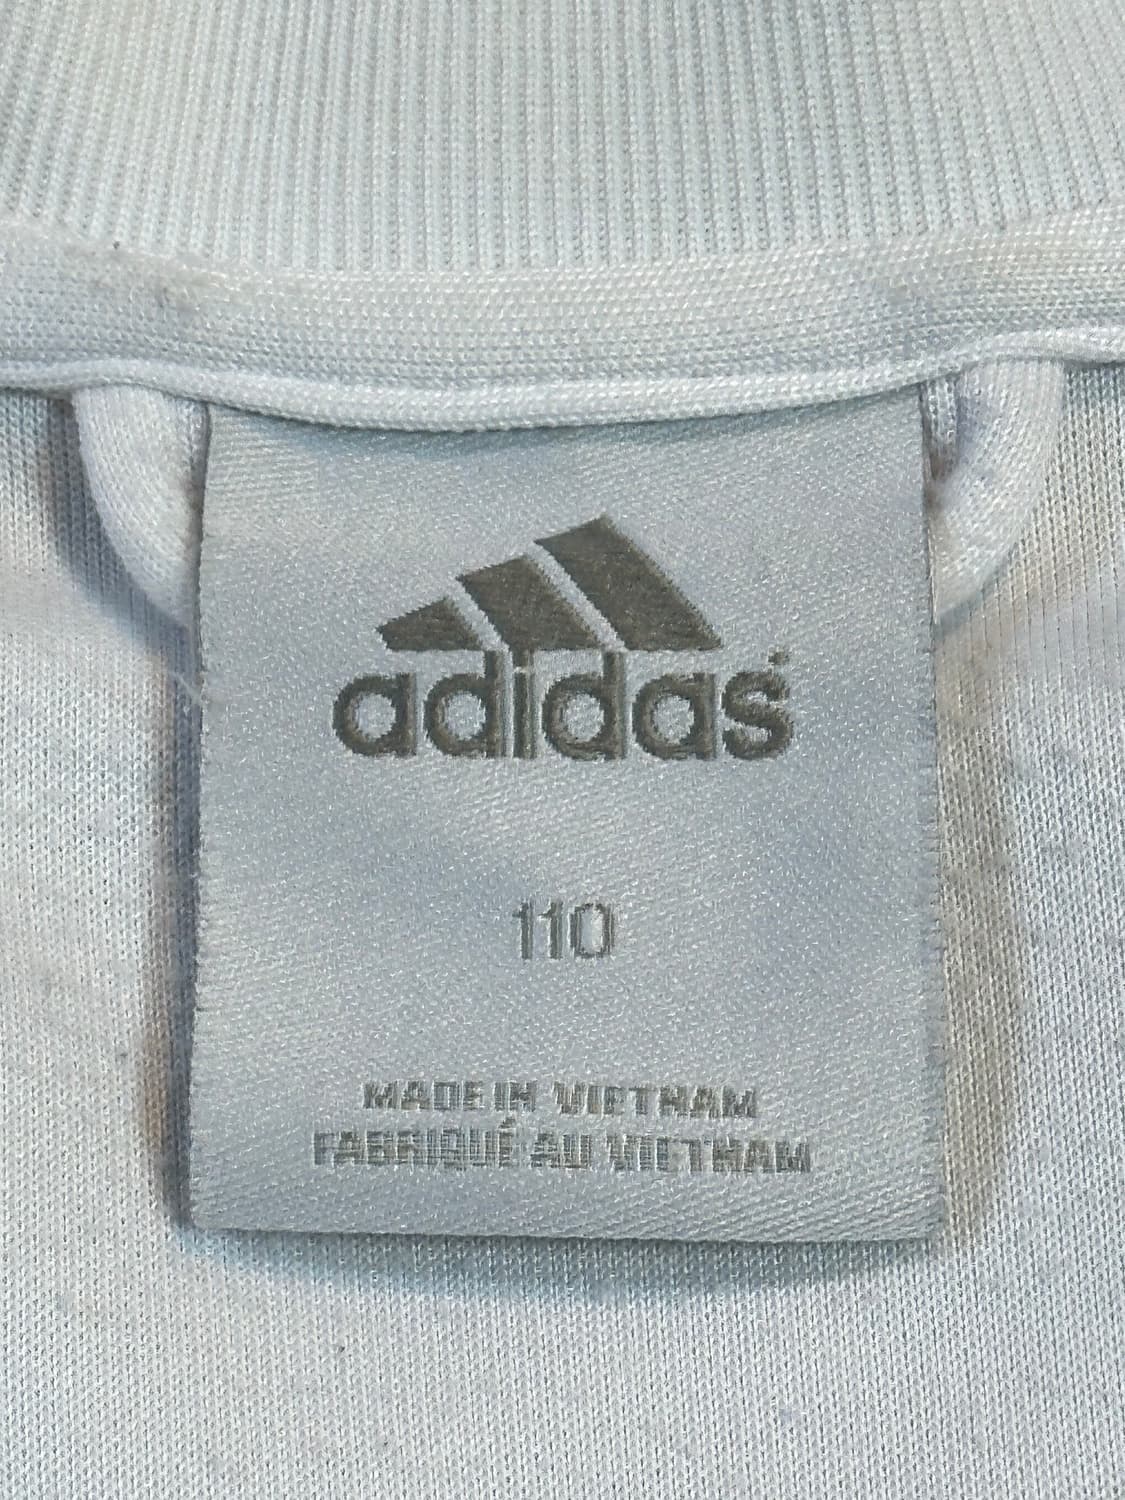 adidas
110
MADE IN VIETNAM
FABRIQUÉ AU VIETNAM